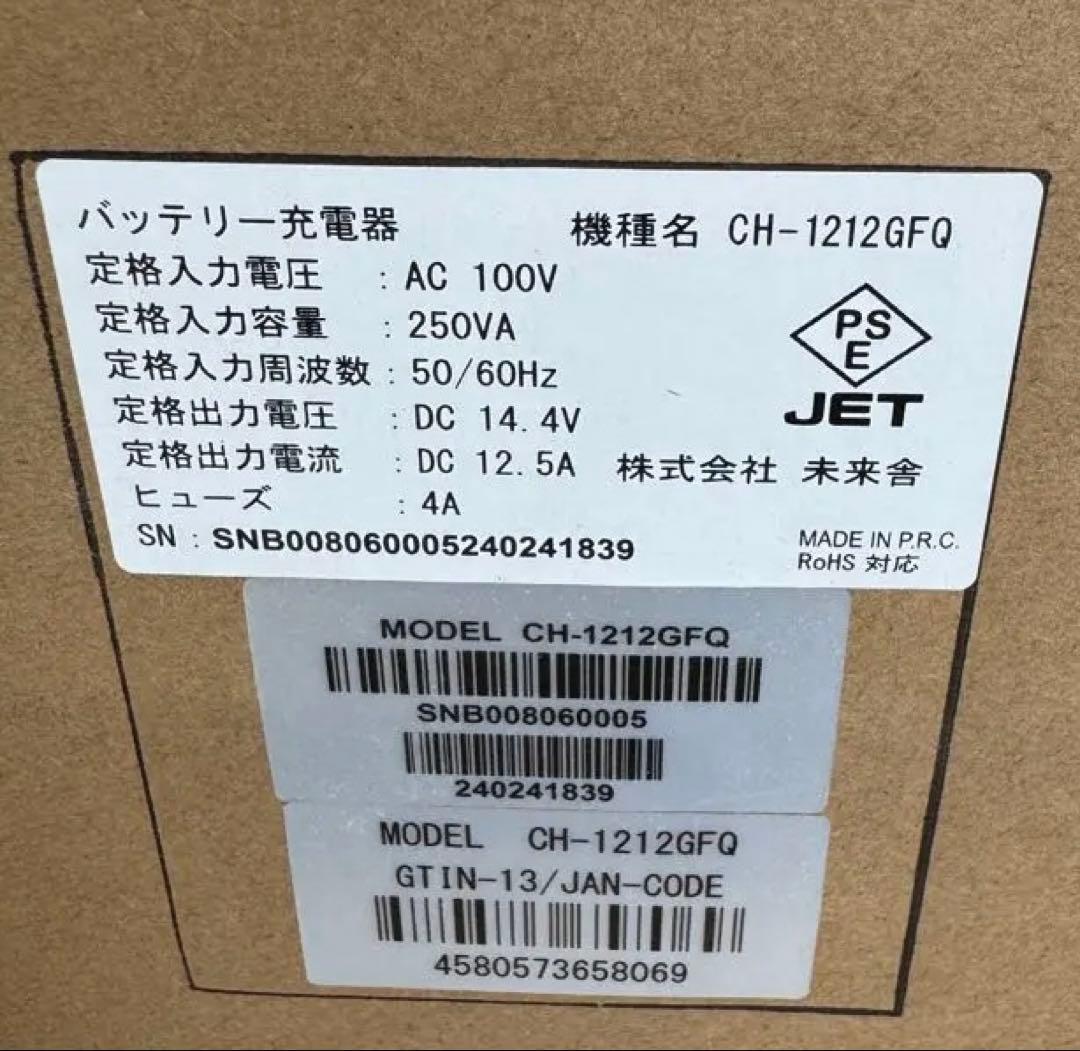 バッテリー充電器 機種名 CH-1212GFQ
定格入力電圧 : AC 100V
定格入力容量 : 250VA
定格入力周波数 : 50/60Hz
定格出力電圧 : DC 14.4V
定格出力電流 : DC 12.5A
ヒューズ : 4A
SN : SNB008060005240241839
PS
E
JET
株式会社 未来舎
MADE IN P.R.C.
RoHS 対応
MODEL CH-1212GFQ
SNB008060005
240241839
MODEL CH-1212GFQ
GTIN-13/JAN-CODE
4580573658069